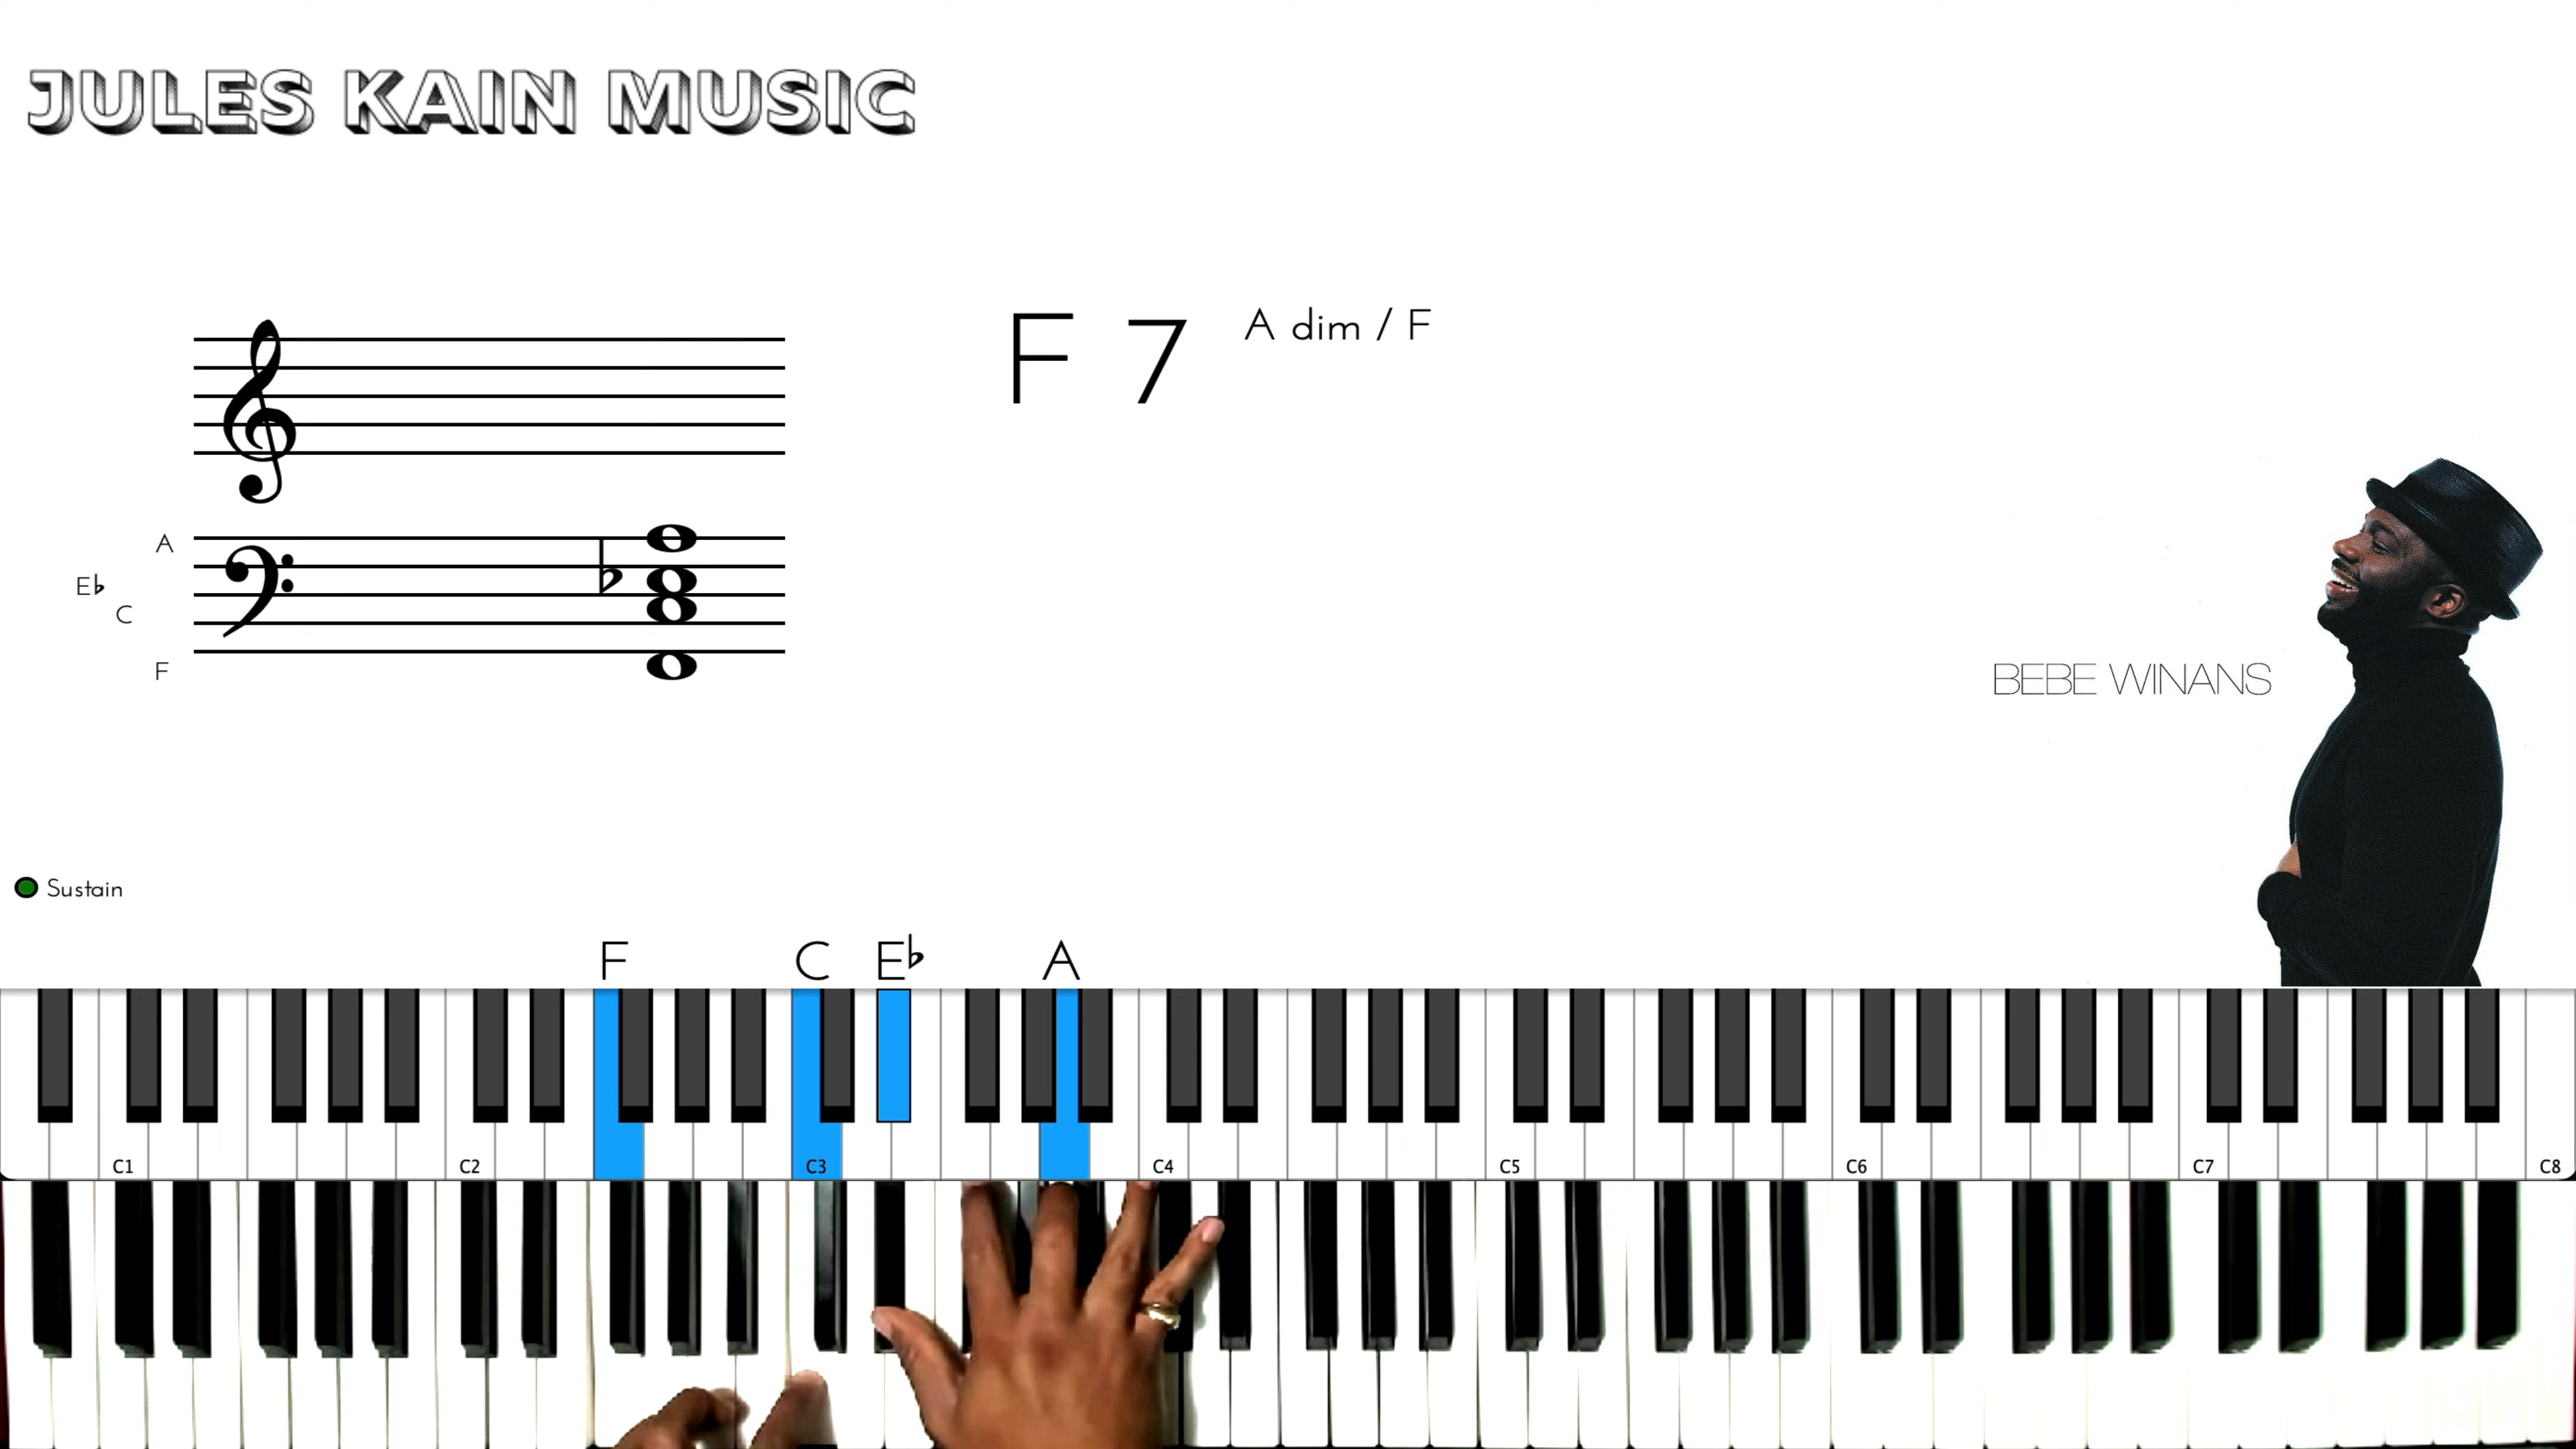 JULES KAIN MUSIC
F 7
A dim / F
A
E♭
C
F
BEBE WINANS
Sustain
F C E♭ A
C1 C2 C3 C4 C5 C6 C7 C8